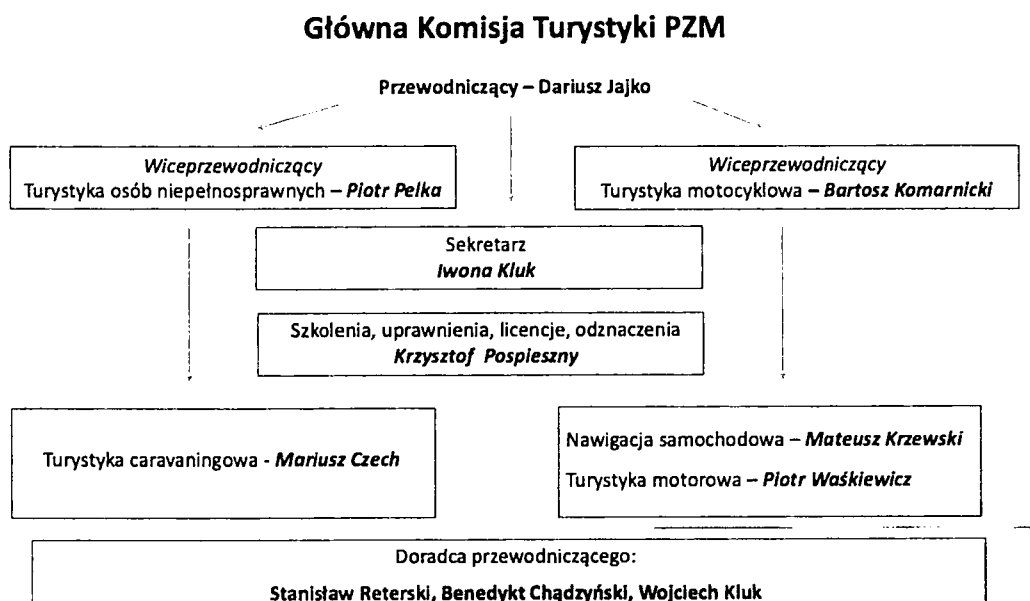 Główna Komisja Turystyki PZM
Przewodniczący – Dariusz Jajko
Wiceprzewodniczący
Turystyka osób niepełnosprawnych – Piotr Pelka
Wiceprzewodniczący
Turystyka motocyklowa – Bartosz Komarnicki
Sekretarz
Iwona Kluk
Szkolenia, uprawnienia, licencje, odznaczenia
Krzysztof Pospieszny
Turystyka caravaningowa - Mariusz Czech
Nawigacja samochodowa – Mateusz Krzewski
Turystyka motorowa – Piotr Waśkiewicz
Doradca przewodniczącego:
Stanisław Reterski, Benedykt Chądzyński, Wojciech Kluk